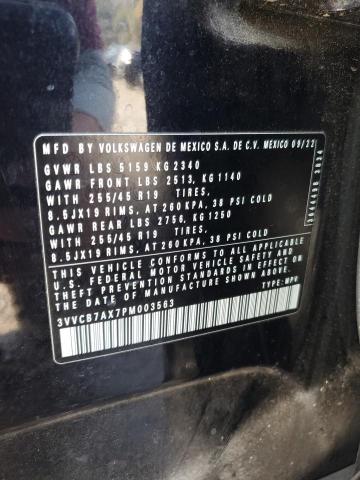 MFD BY VOLKSWAGEN DE MEXICO S.A. DE C.V. MEXICO 09/22
GVWR LBS 5159 KG 2340
GAWR FRONT LBS 2513, KG 1140
WITH 255/45 R19 TIRES,
8.5JX19 RIMS, AT 260 KPA, 38 PSI COLD
GAWR REAR LBS 2756, KG 1250
WITH 255/45 R19 TIRES,
8.5JX19 RIMS, AT 260 KPA, 38 PSI COLD
THIS VEHICLE CONFORMS TO ALL APPLICABLE
U.S. FEDERAL MOTOR VEHICLE SAFETY AND
THEFT PREVENTION STANDARDS IN EFFECT ON
THE DATE OF MANUFACTURE SHOWN ABOVE.
3VVCB7AX7PM003563 TYPE: MPV